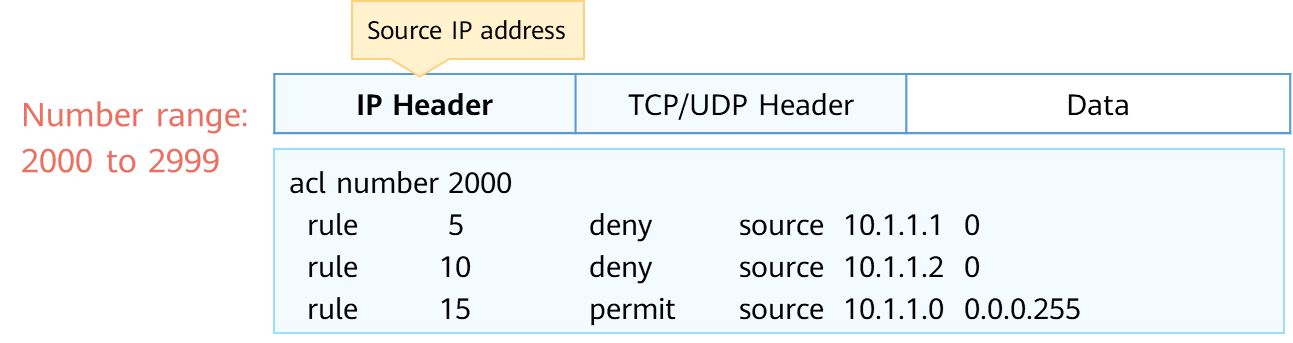 Source IP address
Number range:
2000 to 2999
IP Header TCP/UDP Header Data
acl number 2000
rule 5 deny source 10.1.1.1 0
rule 10 deny source 10.1.1.2 0
rule 15 permit source 10.1.1.0 0.0.0.255